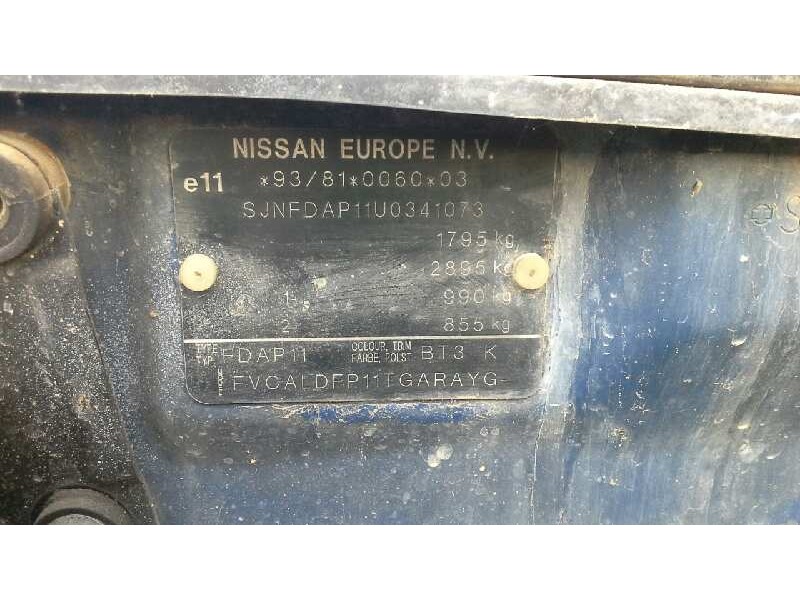 NISSAN EUROPE N.V.
e11 *93/81*0060*03
SJNFDAP11U0341073
1795 kg
2895 kg
1 990 kg
2 855 kg
TYPE FDAP11 COLOUR, TRIM FARBE, POLST BT3 K
FVCALDFP11TGARAYG